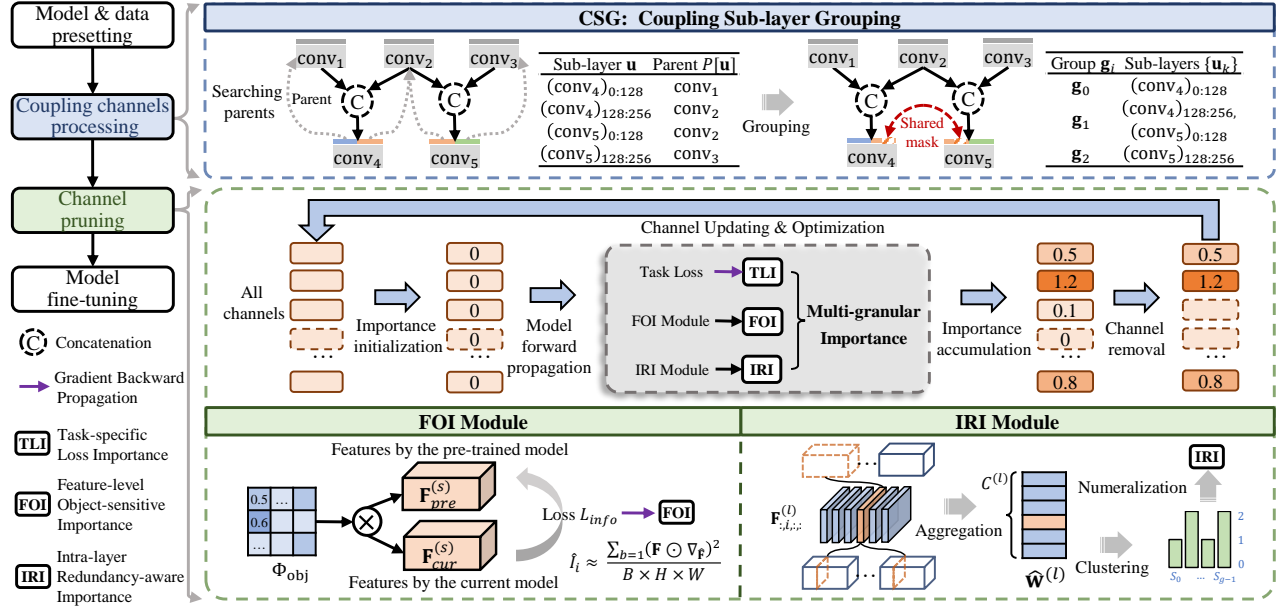 Model & data
presetting
Coupling channels
processing
Channel
pruning
Model
fine-tuning
C Concatenation
Gradient Backward
Propagation
TLI Task-specific
Loss Importance
FOI Feature-level
Object-sensitive
Importance
IRI Intra-layer
Redundancy-aware
Importance
CSG: Coupling Sub-layer Grouping
conv₁ conv₂ conv₃
Searching
parents
Parent
C C
conv₄ conv₅
Sub-layer u Parent P[u]
(conv₄)₀:₁₂₈ conv₁
(conv₄)₁₂₈:₂₅₆ conv₂
(conv₅)₀:₁₂₈ conv₂
(conv₅)₁₂₈:₂₅₆ conv₃
Grouping
conv₁ conv₂ conv₃
C C
Shared
mask
conv₄ conv₅
Group gᵢ Sub-layers {uₖ}
g₀ (conv₄)₀:₁₂₈
g₁ (conv₄)₁₂₈:₂₅₆,
(conv₅)₀:₁₂₈
g₂ (conv₅)₁₂₈:₂₅₆
Channel Updating & Optimization
All
channels
...
Importance
initialization
0
0
0
0
...
0
Model
forward
propagation
Task Loss TLI
FOI Module FOI
IRI Module IRI
Multi-granular
Importance
Importance
accumulation
0.5
1.2
0.1
0
...
0.8
Channel
removal
0.5
1.2
...
0.8
FOI Module
Features by the pre-trained model
0.5 ...
0.6
...
Φ_obj
F_pre^(s)
F_cur^(s)
Features by the current model
Loss L_info FOI
Î_i ≈ ∑_{b=1}(F ⊙ ∇_F̂)² / B × H × W
IRI Module
...
F^(l)_{:,i,:,:}
...
Aggregation
C^(l)
Ŵ^(l)
Clustering
Numeralization
IRI
2
1
0
S₀ ... S_{g−1}